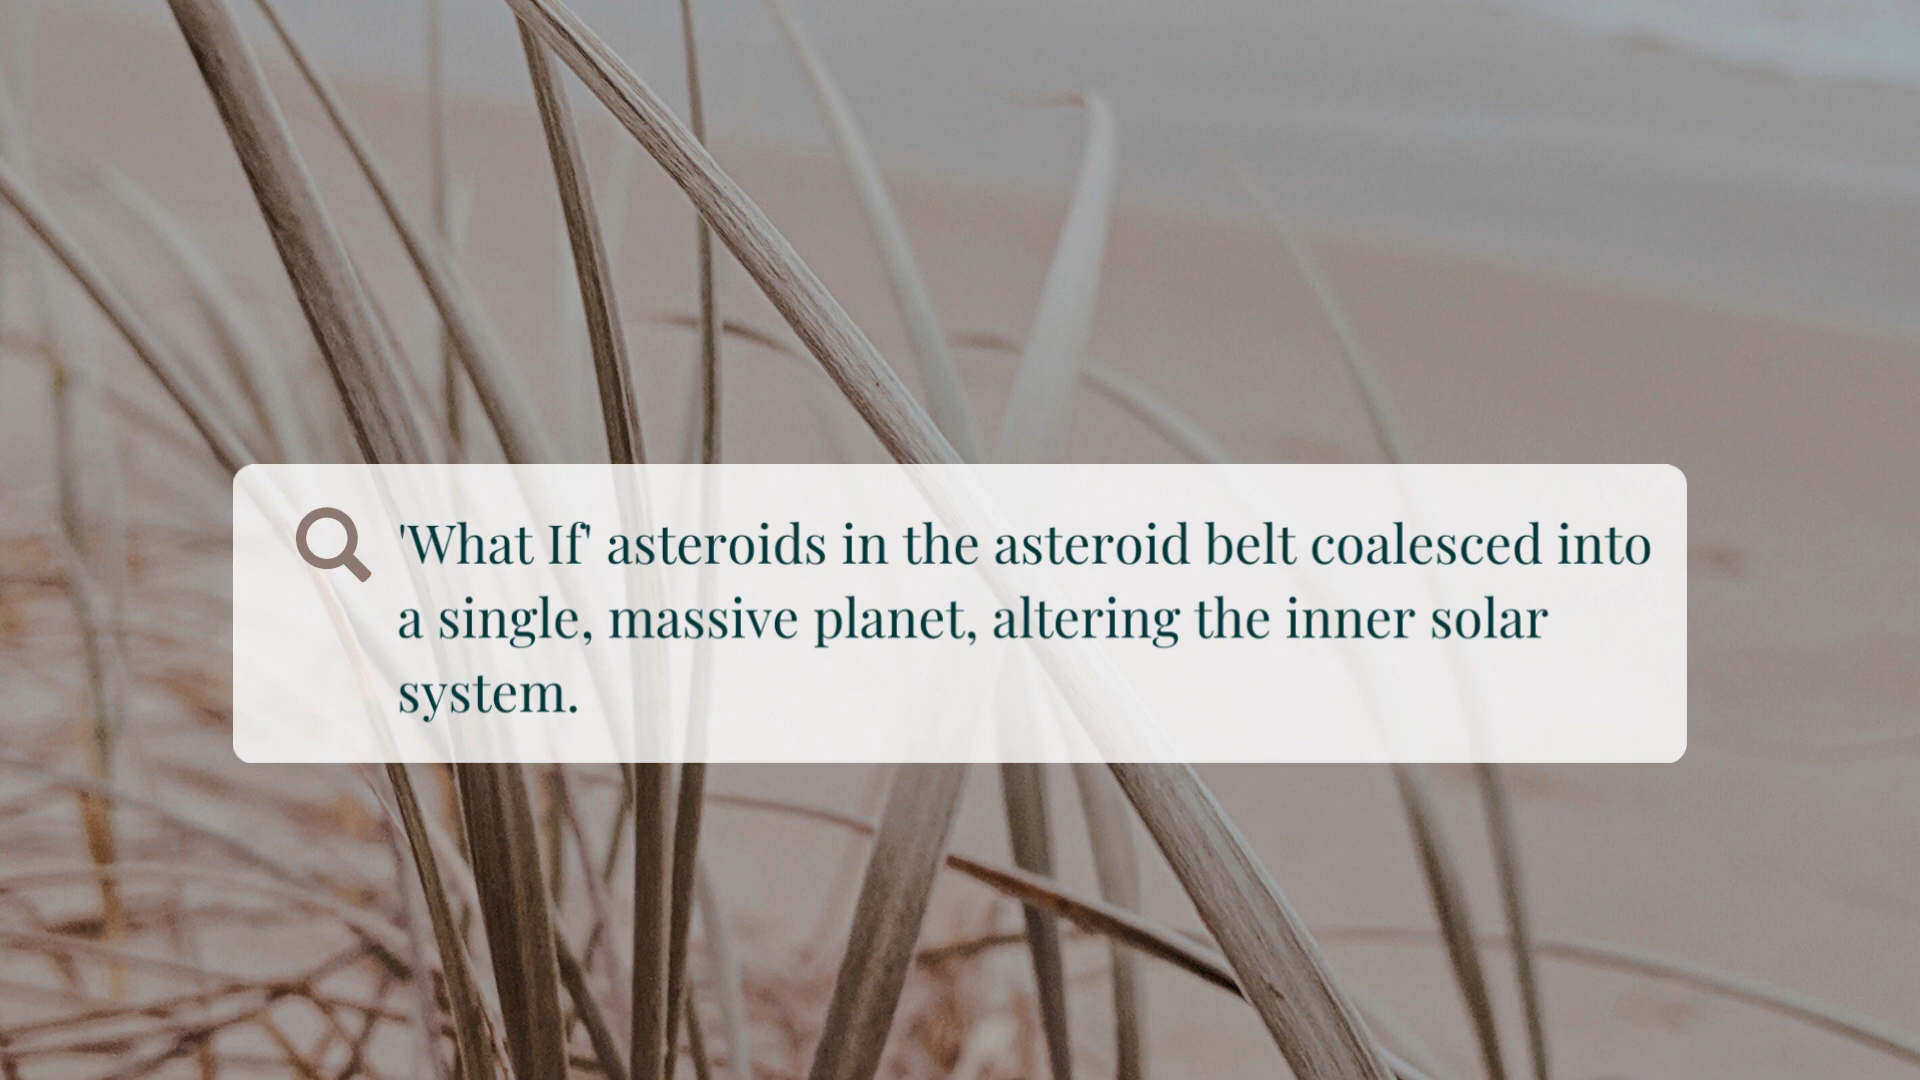 'What If' asteroids in the asteroid belt coalesced into
a single, massive planet, altering the inner solar
system.